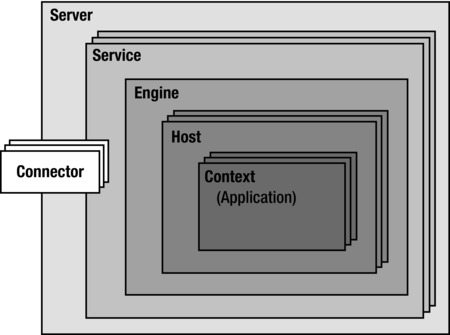 Server
Service
Engine
Host
Connector
Context
(Application)